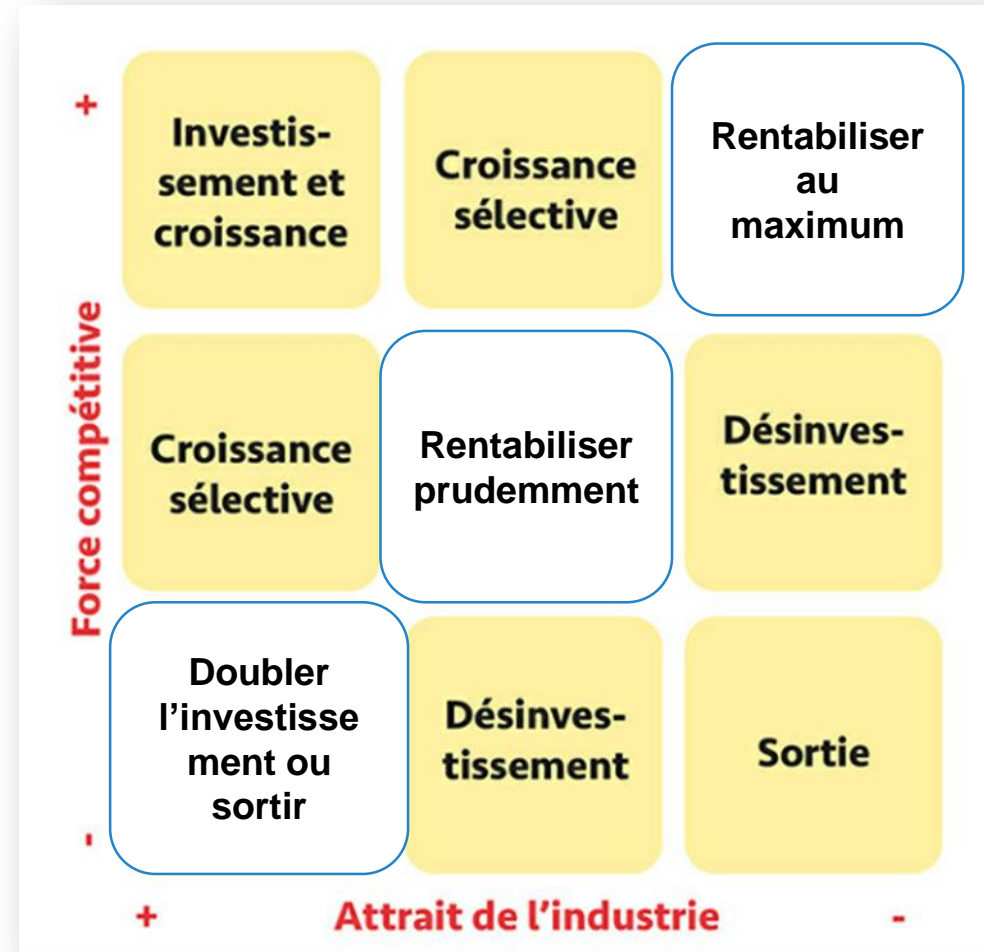 +
Investis-
sement et
croissance
Croissance
sélective
Rentabiliser
au
maximum
Force compétitive
Croissance
sélective
Rentabiliser
prudemment
Désinves-
tissement
Doubler
l’investisse
ment ou
sortir
Désinves-
tissement
Sortie
-
+
Attrait de l’industrie
-